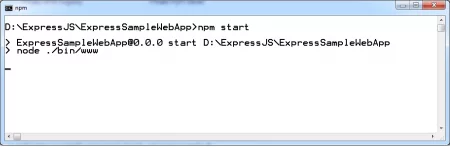 npm
D:\ExpressJS\ExpressSampleWebApp>npm start
> ExpressSampleWebApp@0.0.0 start D:\ExpressJS\ExpressSampleWebApp
> node ./bin/www